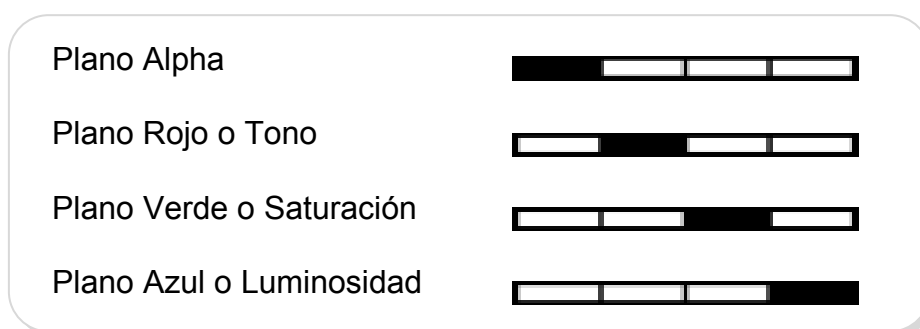 Plano Alpha
Plano Rojo o Tono
Plano Verde o Saturación
Plano Azul o Luminosidad